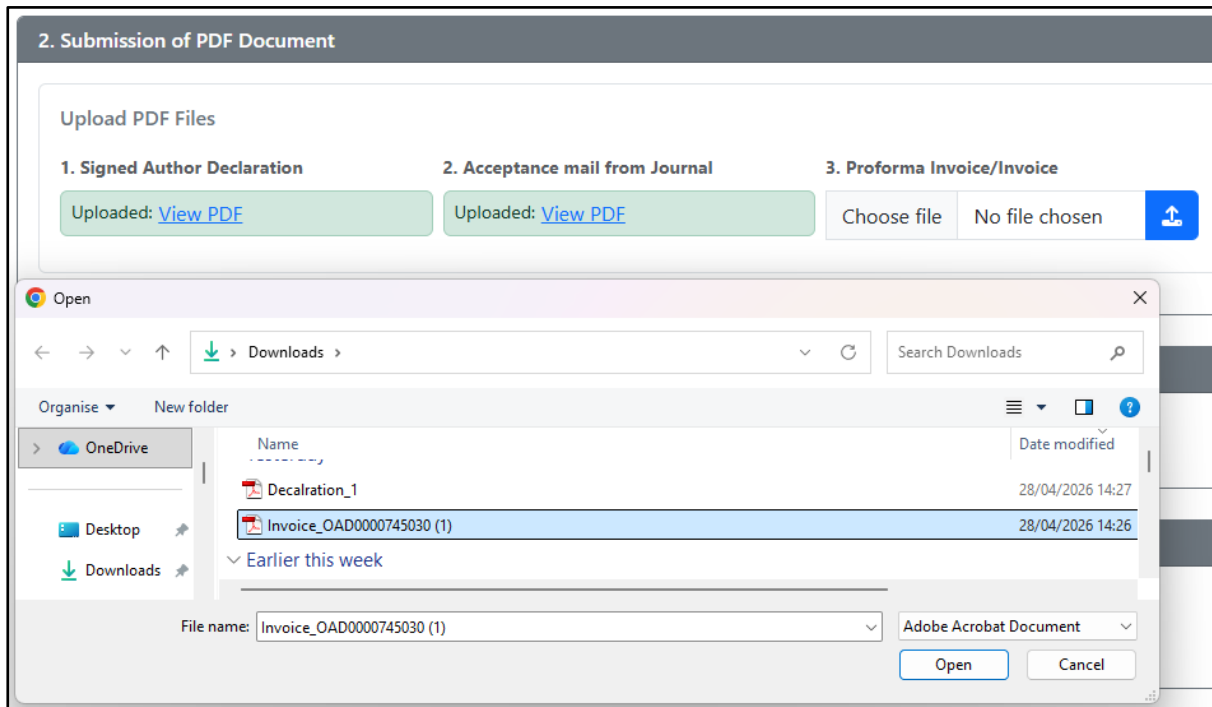 2. Submission of PDF Document
Upload PDF Files
1. Signed Author Declaration 2. Acceptance mail from Journal 3. Proforma Invoice/Invoice
Uploaded: View PDF Uploaded: View PDF Choose file No file chosen
Open
Downloads Search Downloads
Organise New folder
OneDrive Name Date modified
Yesterday
Decalration_1 28/04/2026 14:27
Desktop Invoice_OAD0000745030 (1) 28/04/2026 14:26
Downloads Earlier this week
File name: Invoice_OAD0000745030 (1) Adobe Acrobat Document
Open Cancel